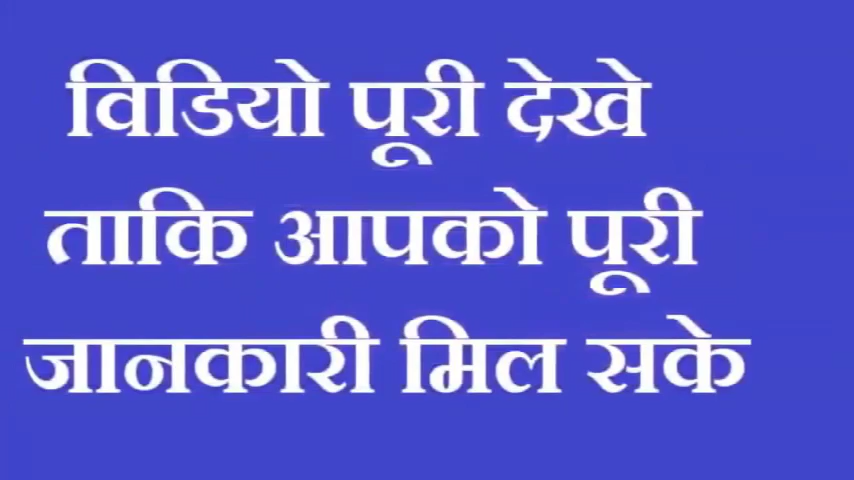 विडियो पूरी देखे
ताकि आपको पूरी
जानकारी मिल सके